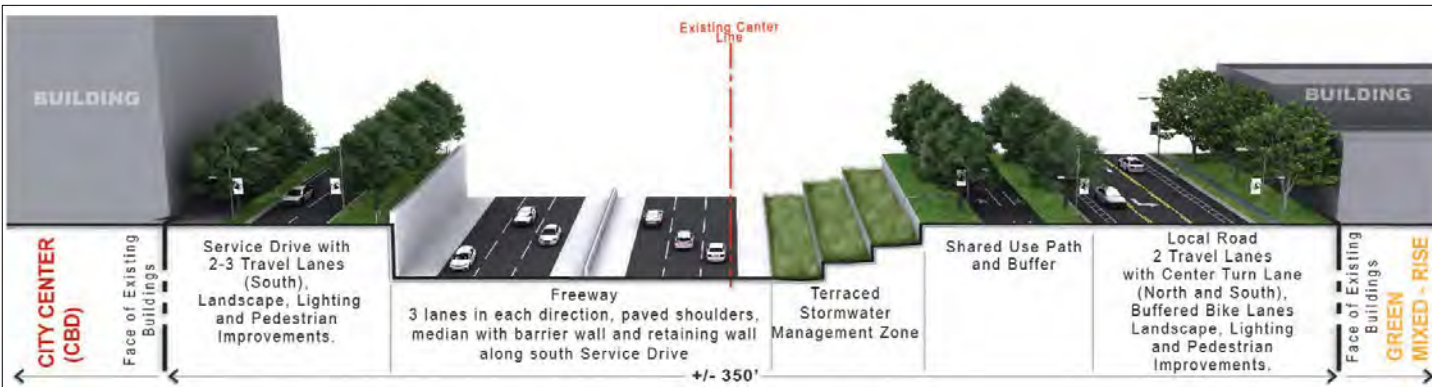 Existing Center
Line
BUILDING
BUILDING
CITY CENTER
(CBD)
Face of Existing
Buildings
Service Drive with
2-3 Travel Lanes
(South),
Landscape, Lighting
and Pedestrian
Improvements.
Freeway
3 lanes in each direction, paved shoulders,
median with barrier wall and retaining wall
along south Service Drive
Terraced
Stormwater
Management Zone
Shared Use Path
and Buffer
Local Road
2 Travel Lanes
with Center Turn Lane
(North and South),
Buffered Bike Lanes
Landscape, Lighting
and Pedestrian
Improvements.
Face of Existing
Buildings
GREEN
MIXED - RISE
+/- 350'